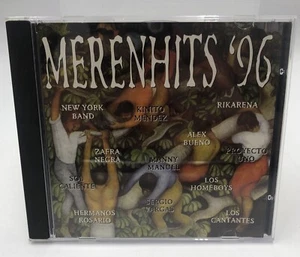 MERENHITS '96
NEW YORK
BAND
KINITO
MENDEZ
RIKARENA
ZAFRA
NEGRA
ALEX
BUENO
JOHNNY
MANUEL
PROYECTO
UNO
SOL
CALIENTE
LOS
HOMEBOYS
SERGIO
VARGAS
HERMANOS
ROSARIO
LOS
CANTANTES